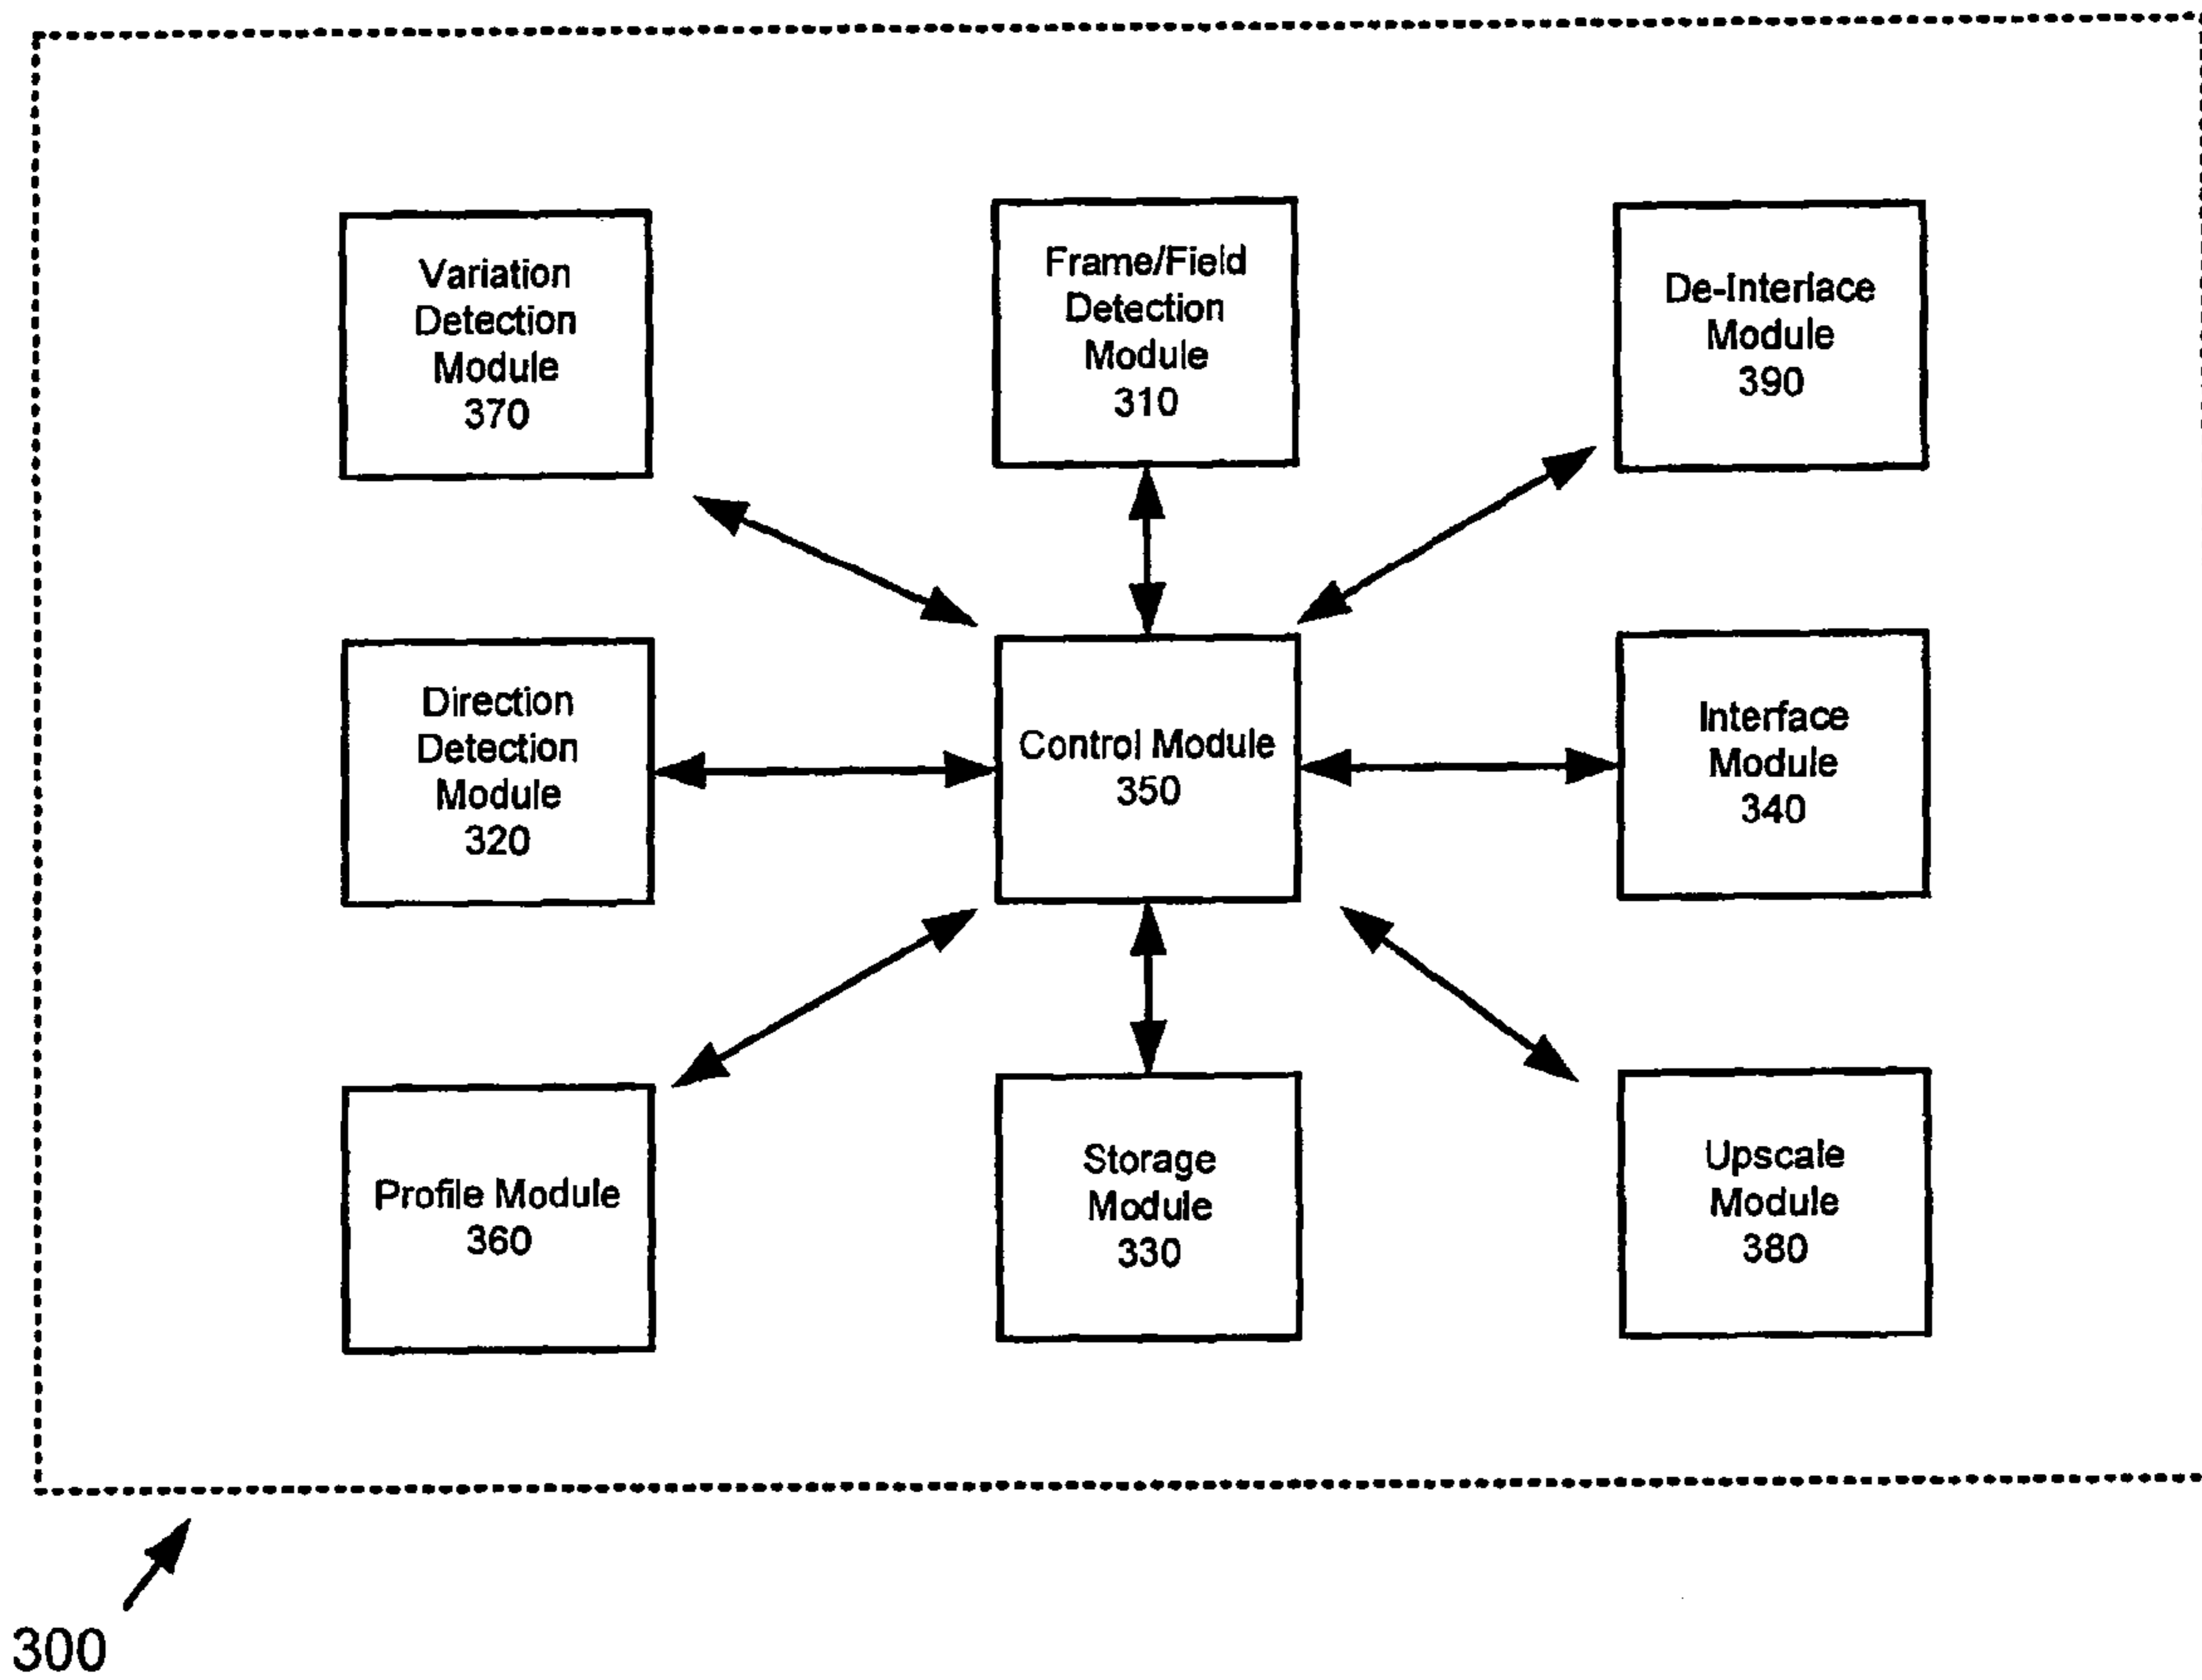 Variation
Detection
Module
370
Frame/Field
Detection
Module
310
De-Interlace
Module
390
Direction
Detection
Module
320
Control Module
350
Interface
Module
340
Profile Module
360
Storage
Module
330
Upscale
Module
380
300